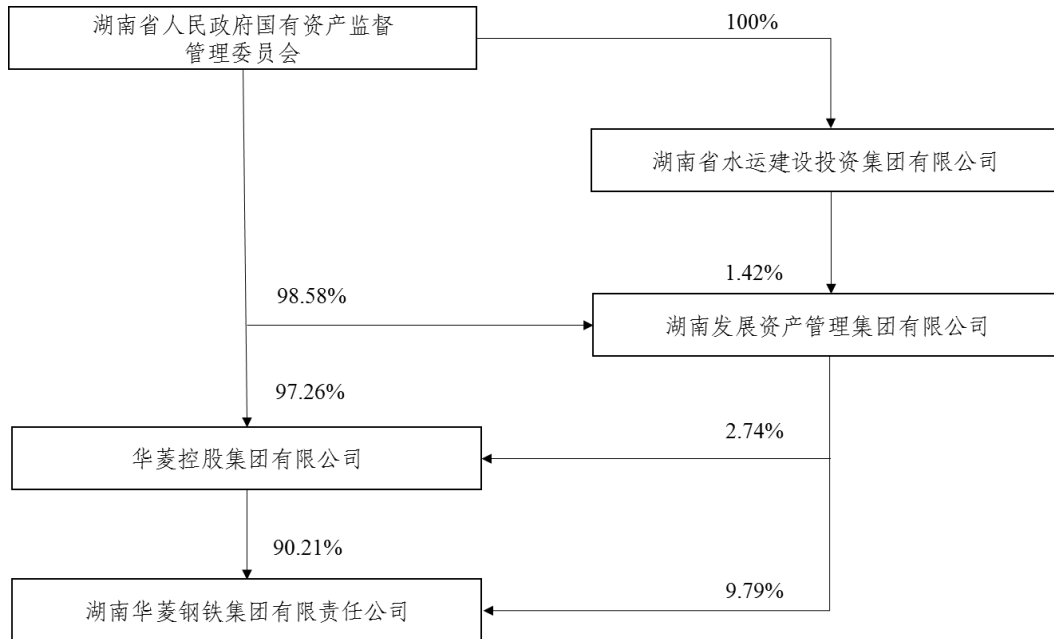 湖南省人民政府国有资产监督
管理委员会
100%
湖南省水运建设投资集团有限公司
1.42%
98.58%
湖南发展资产管理集团有限公司
97.26%
2.74%
华菱控股集团有限公司
90.21%
9.79%
湖南华菱钢铁集团有限责任公司